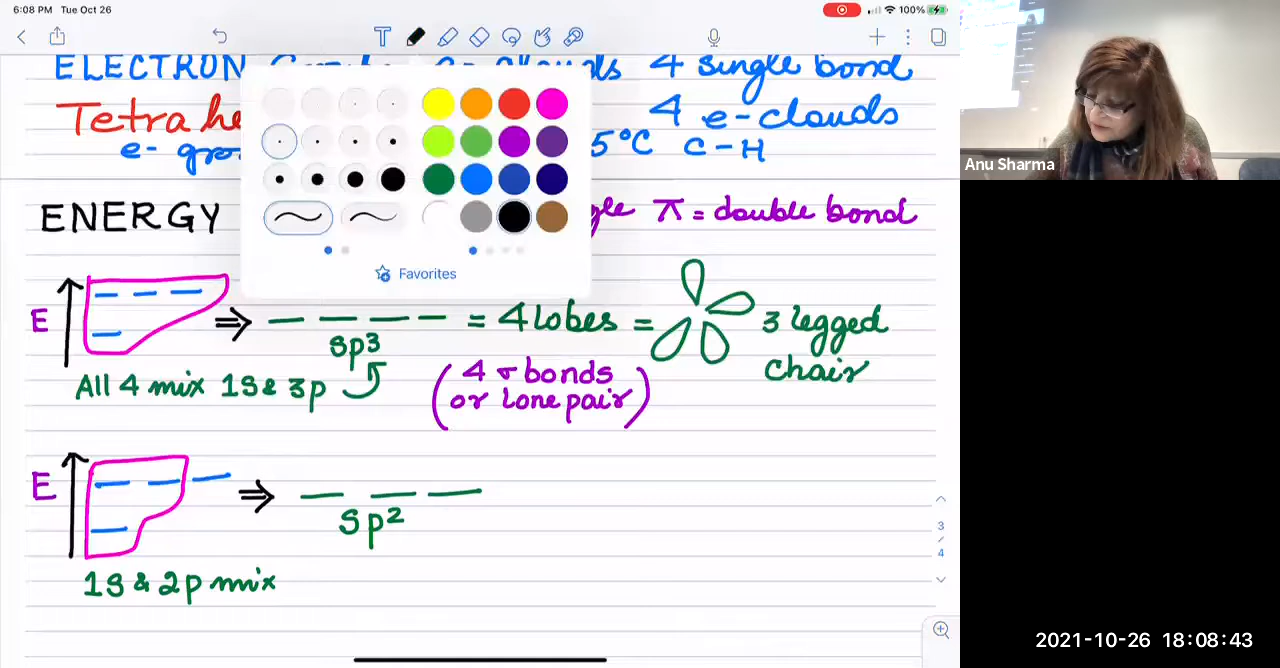 6:08 PM Tue Oct 26
100%
ELECTRON 4 single bond
Tetrahe 4 e-clouds
e- gro 5°C C-H
ENERGY gle π = double bond
Favorites
E ⇒ = 4 lobes = 3 legged
sp3 chair
All 4 mix 1s & 3p (4 σ bonds
or lone pair)
E ⇒
sp²
1s & 2p mix
3
/
4
Anu Sharma
2021-10-26 18:08:43